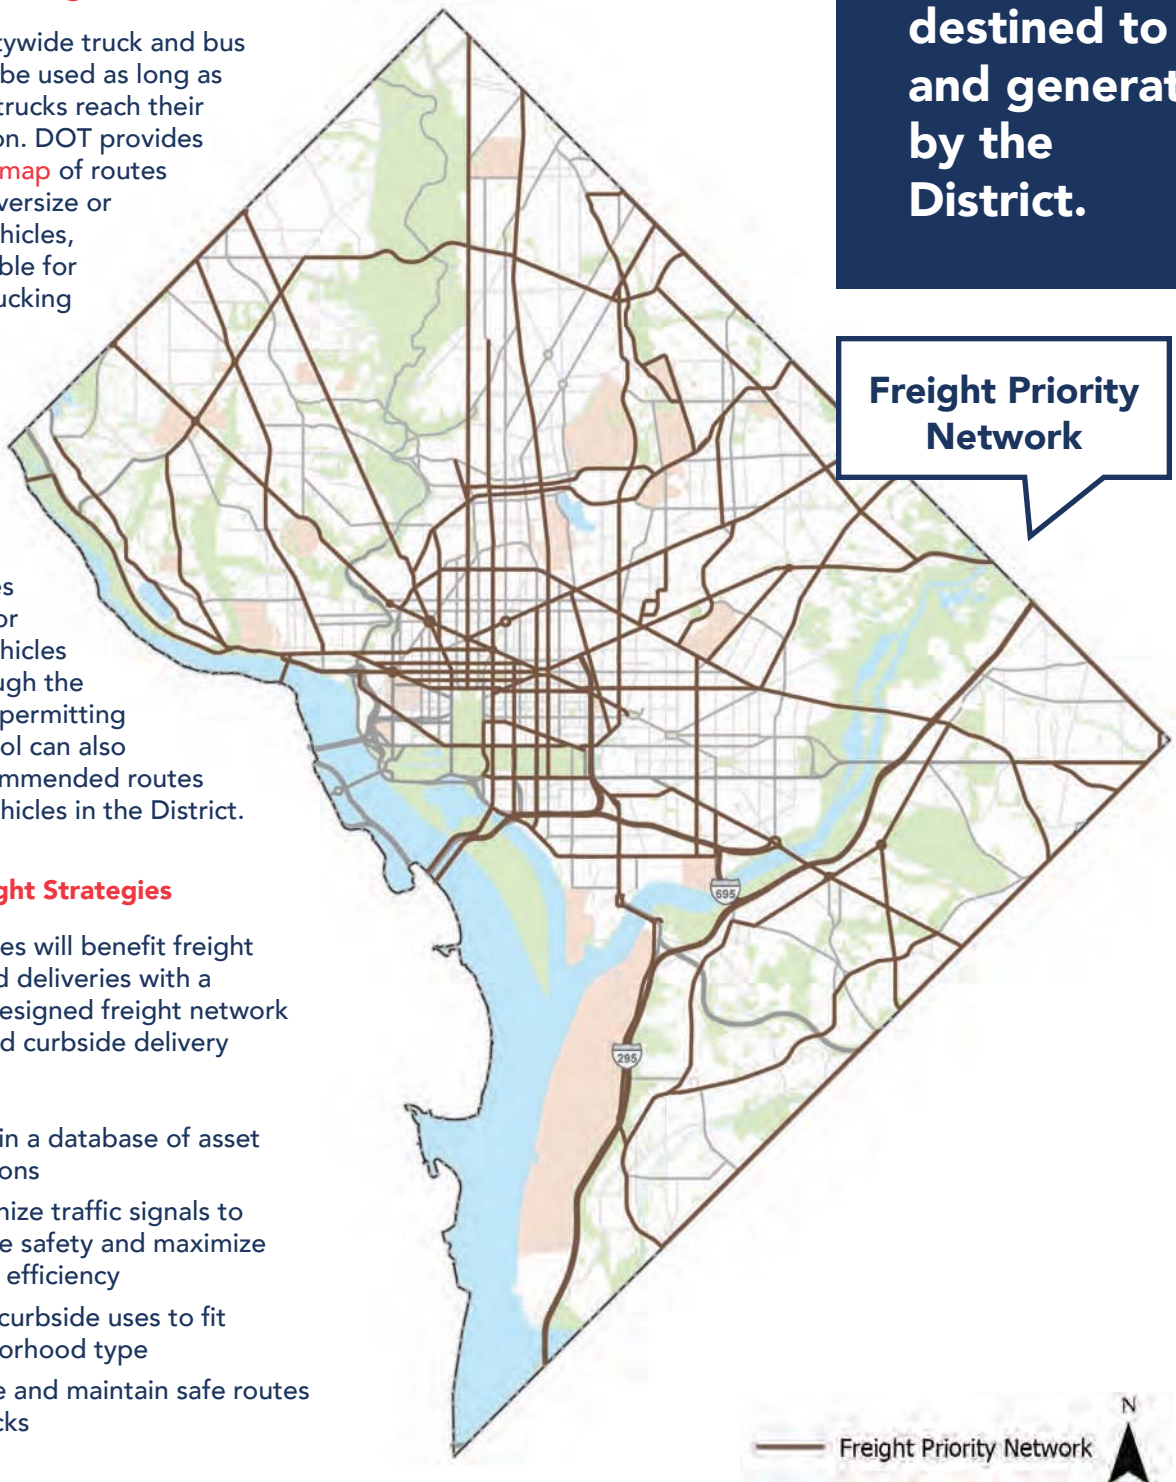 tywide truck and bus
be used as long as
trucks reach their
on. DOT provides
map of routes
versize or
hicles,
ble for
ucking
es
or
hicles
ugh the
permitting
ol can also
mmended routes
hicles in the District.
ght Strategies
es will benefit freight
d deliveries with a
esigned freight network
d curbside delivery
in a database of asset
ons
nize traffic signals to
e safety and maximize
efficiency
curbside uses to fit
orhood type
e and maintain safe routes
cks
destined to
and generat
by the
District.
Freight Priority
Network
695
295
Freight Priority Network
N